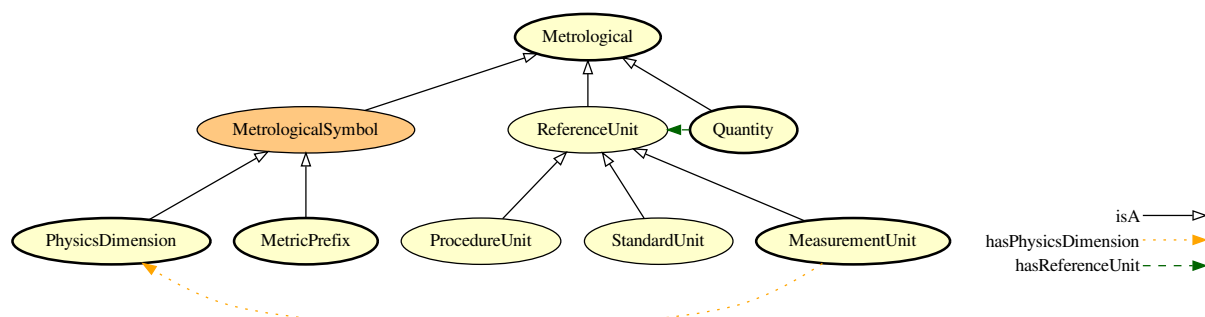 Metrological
MetrologicalSymbol
ReferenceUnit
Quantity
PhysicsDimension
MetricPrefix
ProcedureUnit
StandardUnit
MeasurementUnit
isA
hasPhysicsDimension
hasReferenceUnit